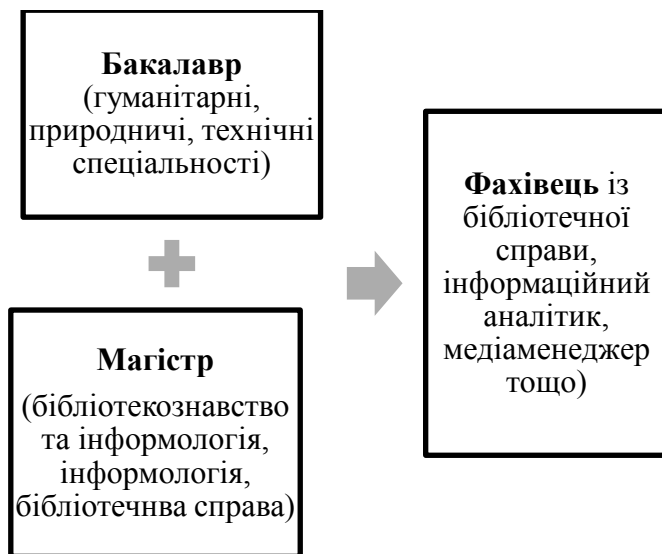 Бакалавр
(гуманітарні,
природничі, технічні
спеціальності)
Магістр
(бібліотекознавство
та інформологія,
інформологія,
бібліотечнва справа)
Фахівець із
бібліотечної
справи,
інформаційний
аналітик,
медіаменеджер
тощо)